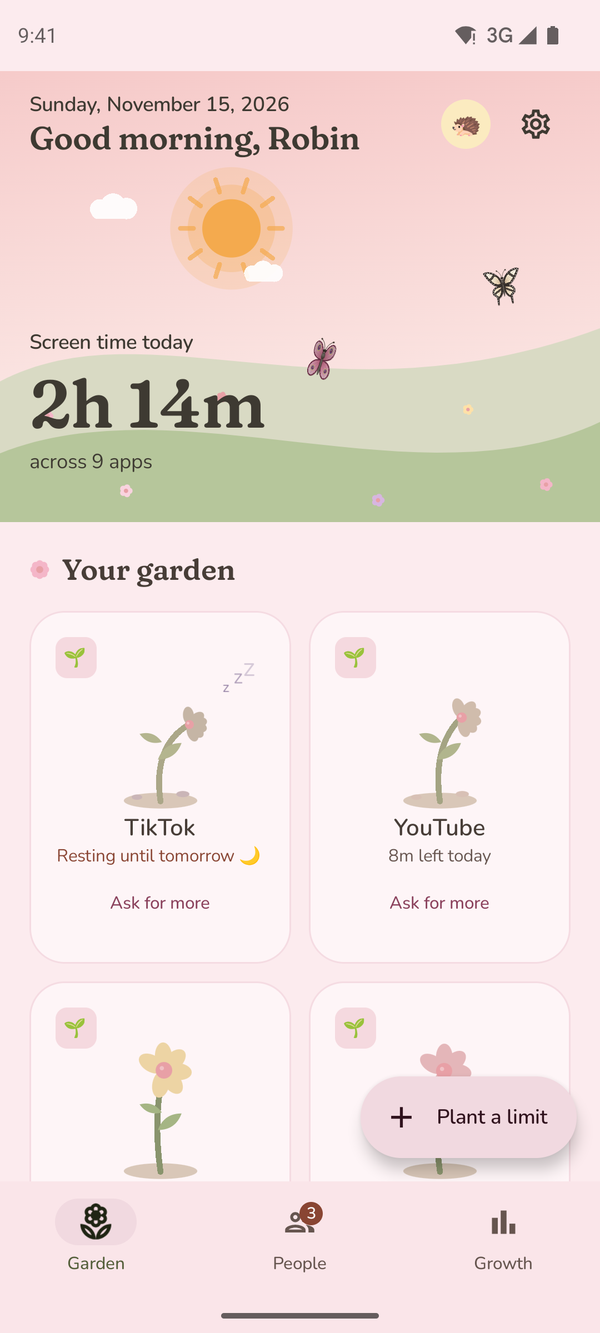 9:41
3G
Sunday, November 15, 2026
Good morning, Robin
Screen time today
2h 14m
across 9 apps
Your garden
z z Z
TikTok
Resting until tomorrow 🌙
Ask for more
YouTube
8m left today
Ask for more
Plant a limit
Garden
3
People
Growth